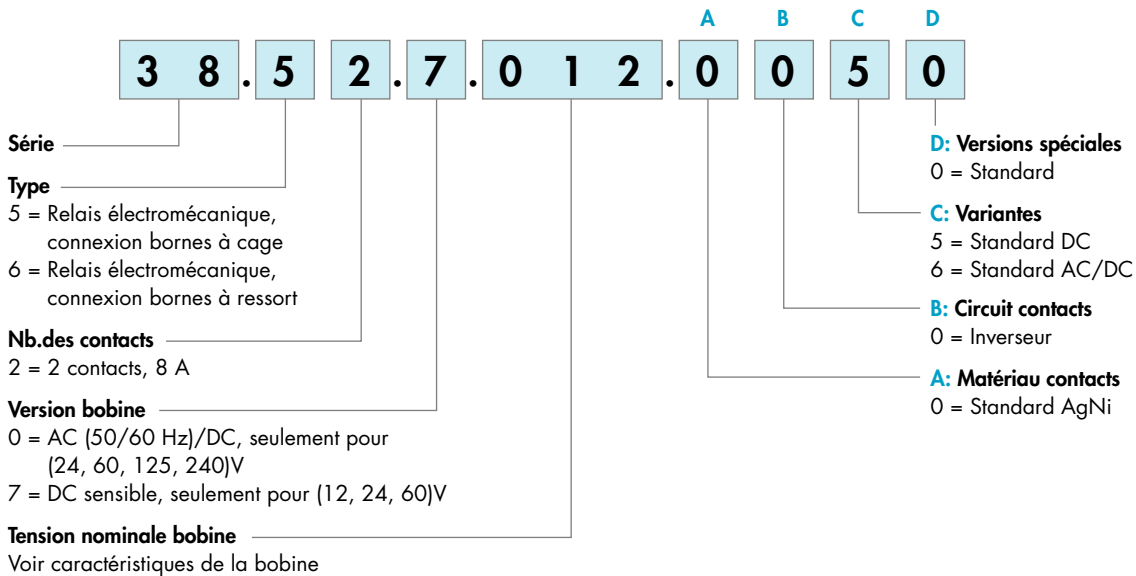 A B C D
3 8 . 5 2 . 7 . 0 1 2 . 0 0 5 0
Série
Type
5 = Relais électromécanique,
connexion bornes à cage
6 = Relais électromécanique,
connexion bornes à ressort
Nb.des contacts
2 = 2 contacts, 8 A
Version bobine
0 = AC (50/60 Hz)/DC, seulement pour
(24, 60, 125, 240)V
7 = DC sensible, seulement pour (12, 24, 60)V
Tension nominale bobine
Voir caractéristiques de la bobine
D: Versions spéciales
0 = Standard
C: Variantes
5 = Standard DC
6 = Standard AC/DC
B: Circuit contacts
0 = Inverseur
A: Matériau contacts
0 = Standard AgNi